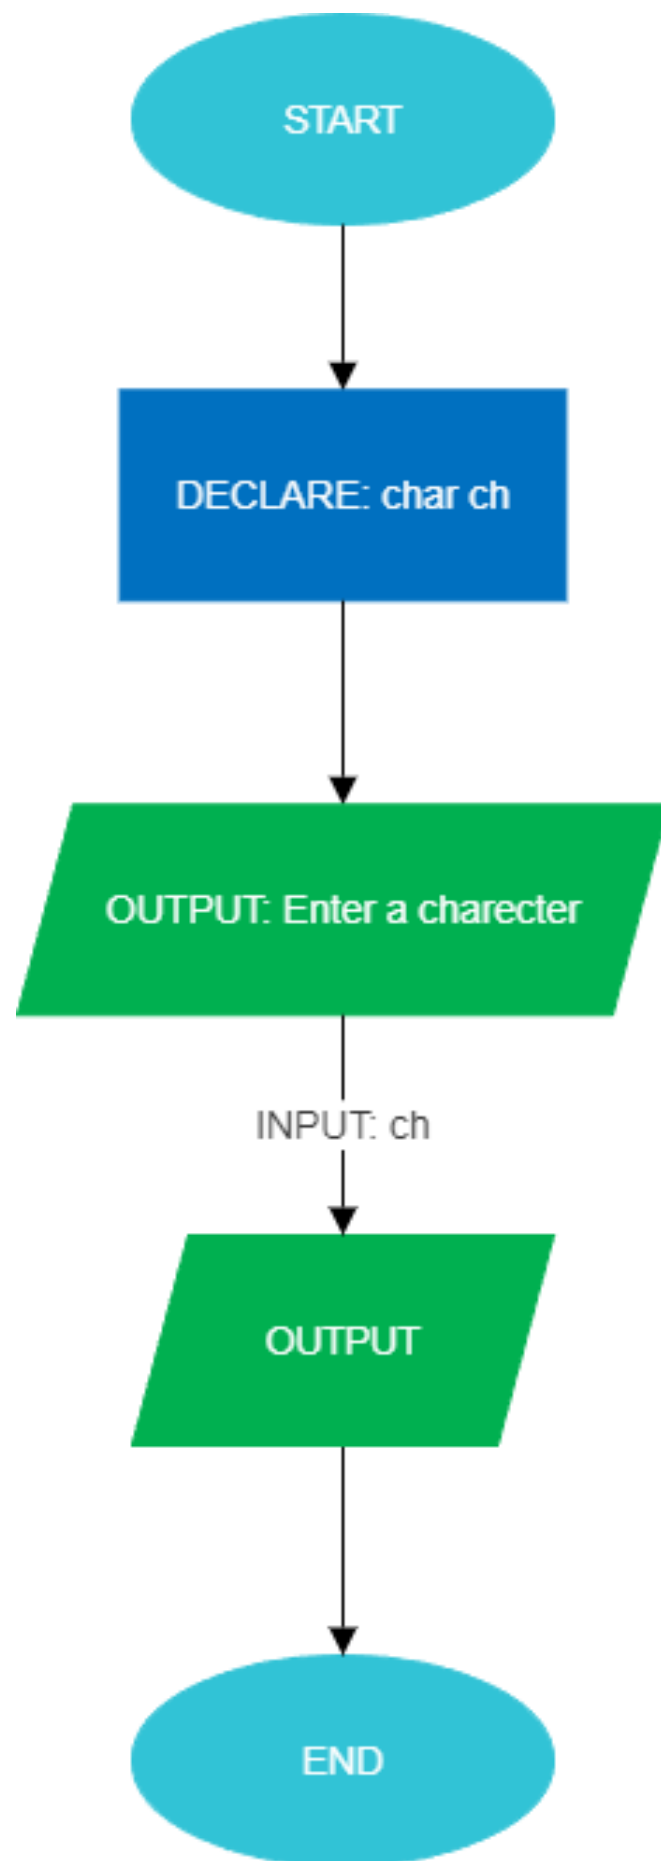 START
DECLARE: char ch
OUTPUT: Enter a charecter
INPUT: ch
OUTPUT
END